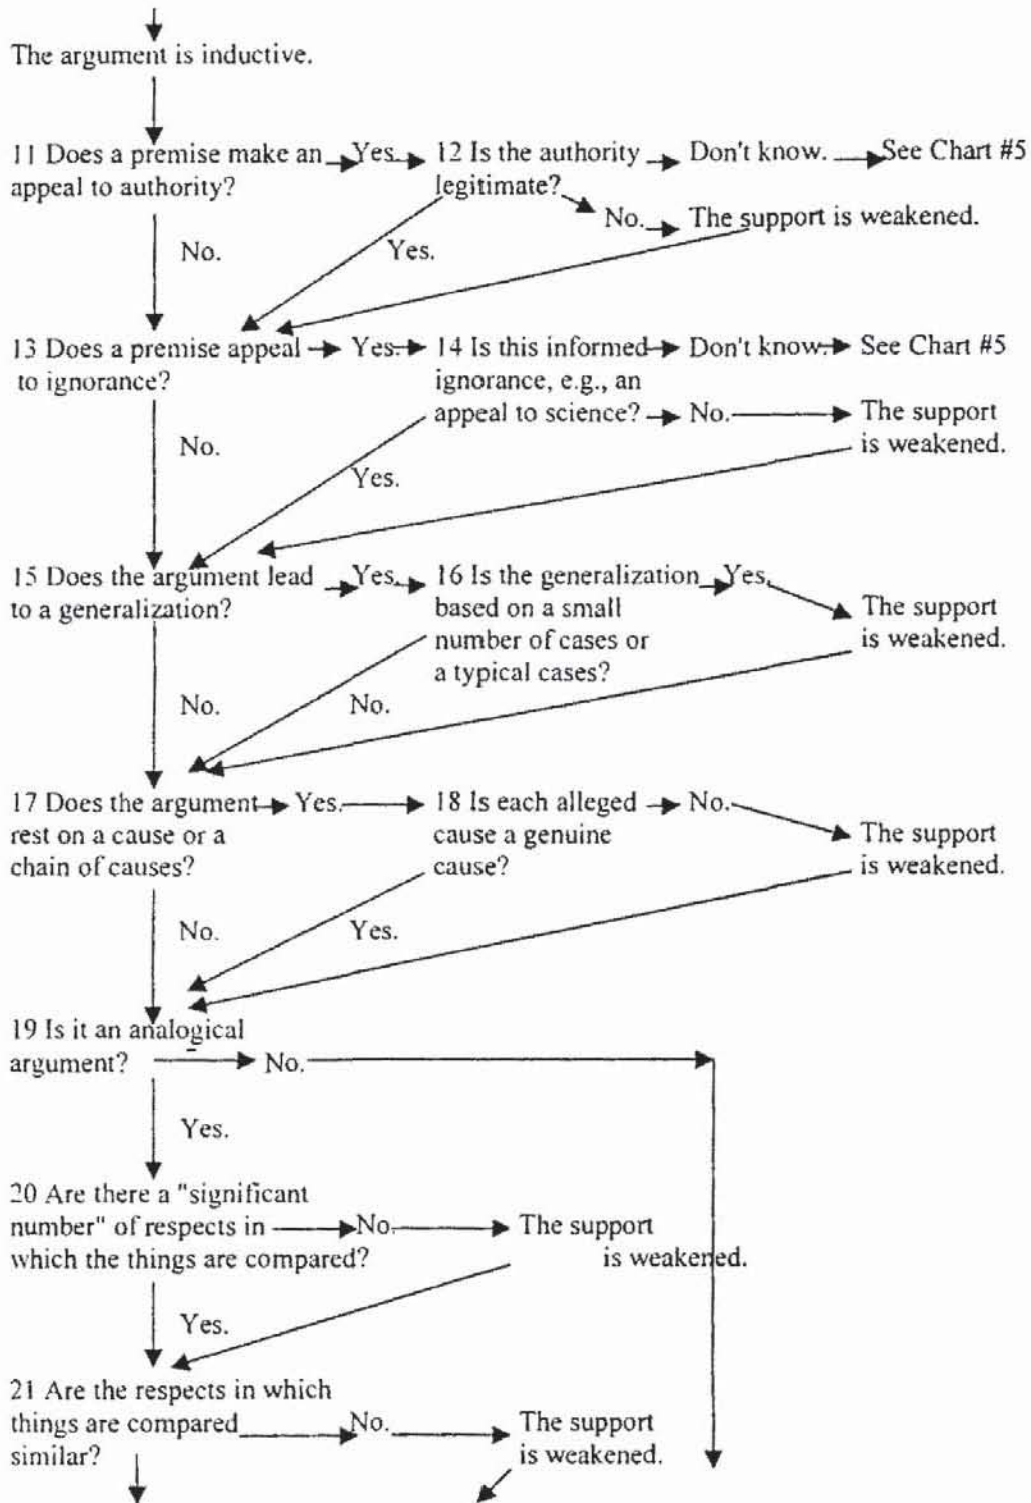 The argument is inductive.
11 Does a premise make an Yes. 12 Is the authority Don't know. See Chart #5
appeal to authority? legitimate?
No. The support is weakened.
No. Yes.
13 Does a premise appeal Yes. 14 Is this informed Don't know. See Chart #5
to ignorance? ignorance, e.g., an
appeal to science? No. The support
No. is weakened.
Yes.
15 Does the argument lead Yes. 16 Is the generalization Yes.
to a generalization? based on a small The support
number of cases or is weakened.
a typical cases?
No. No.
17 Does the argument Yes. 18 Is each alleged No.
rest on a cause or a cause a genuine The support
chain of causes? cause? is weakened.
No. Yes.
19 Is it an analogical
argument? No.
Yes.
20 Are there a "significant
number" of respects in No. The support
which the things are compared? is weakened.
Yes.
21 Are the respects in which
things are compared No. The support
similar? is weakened.